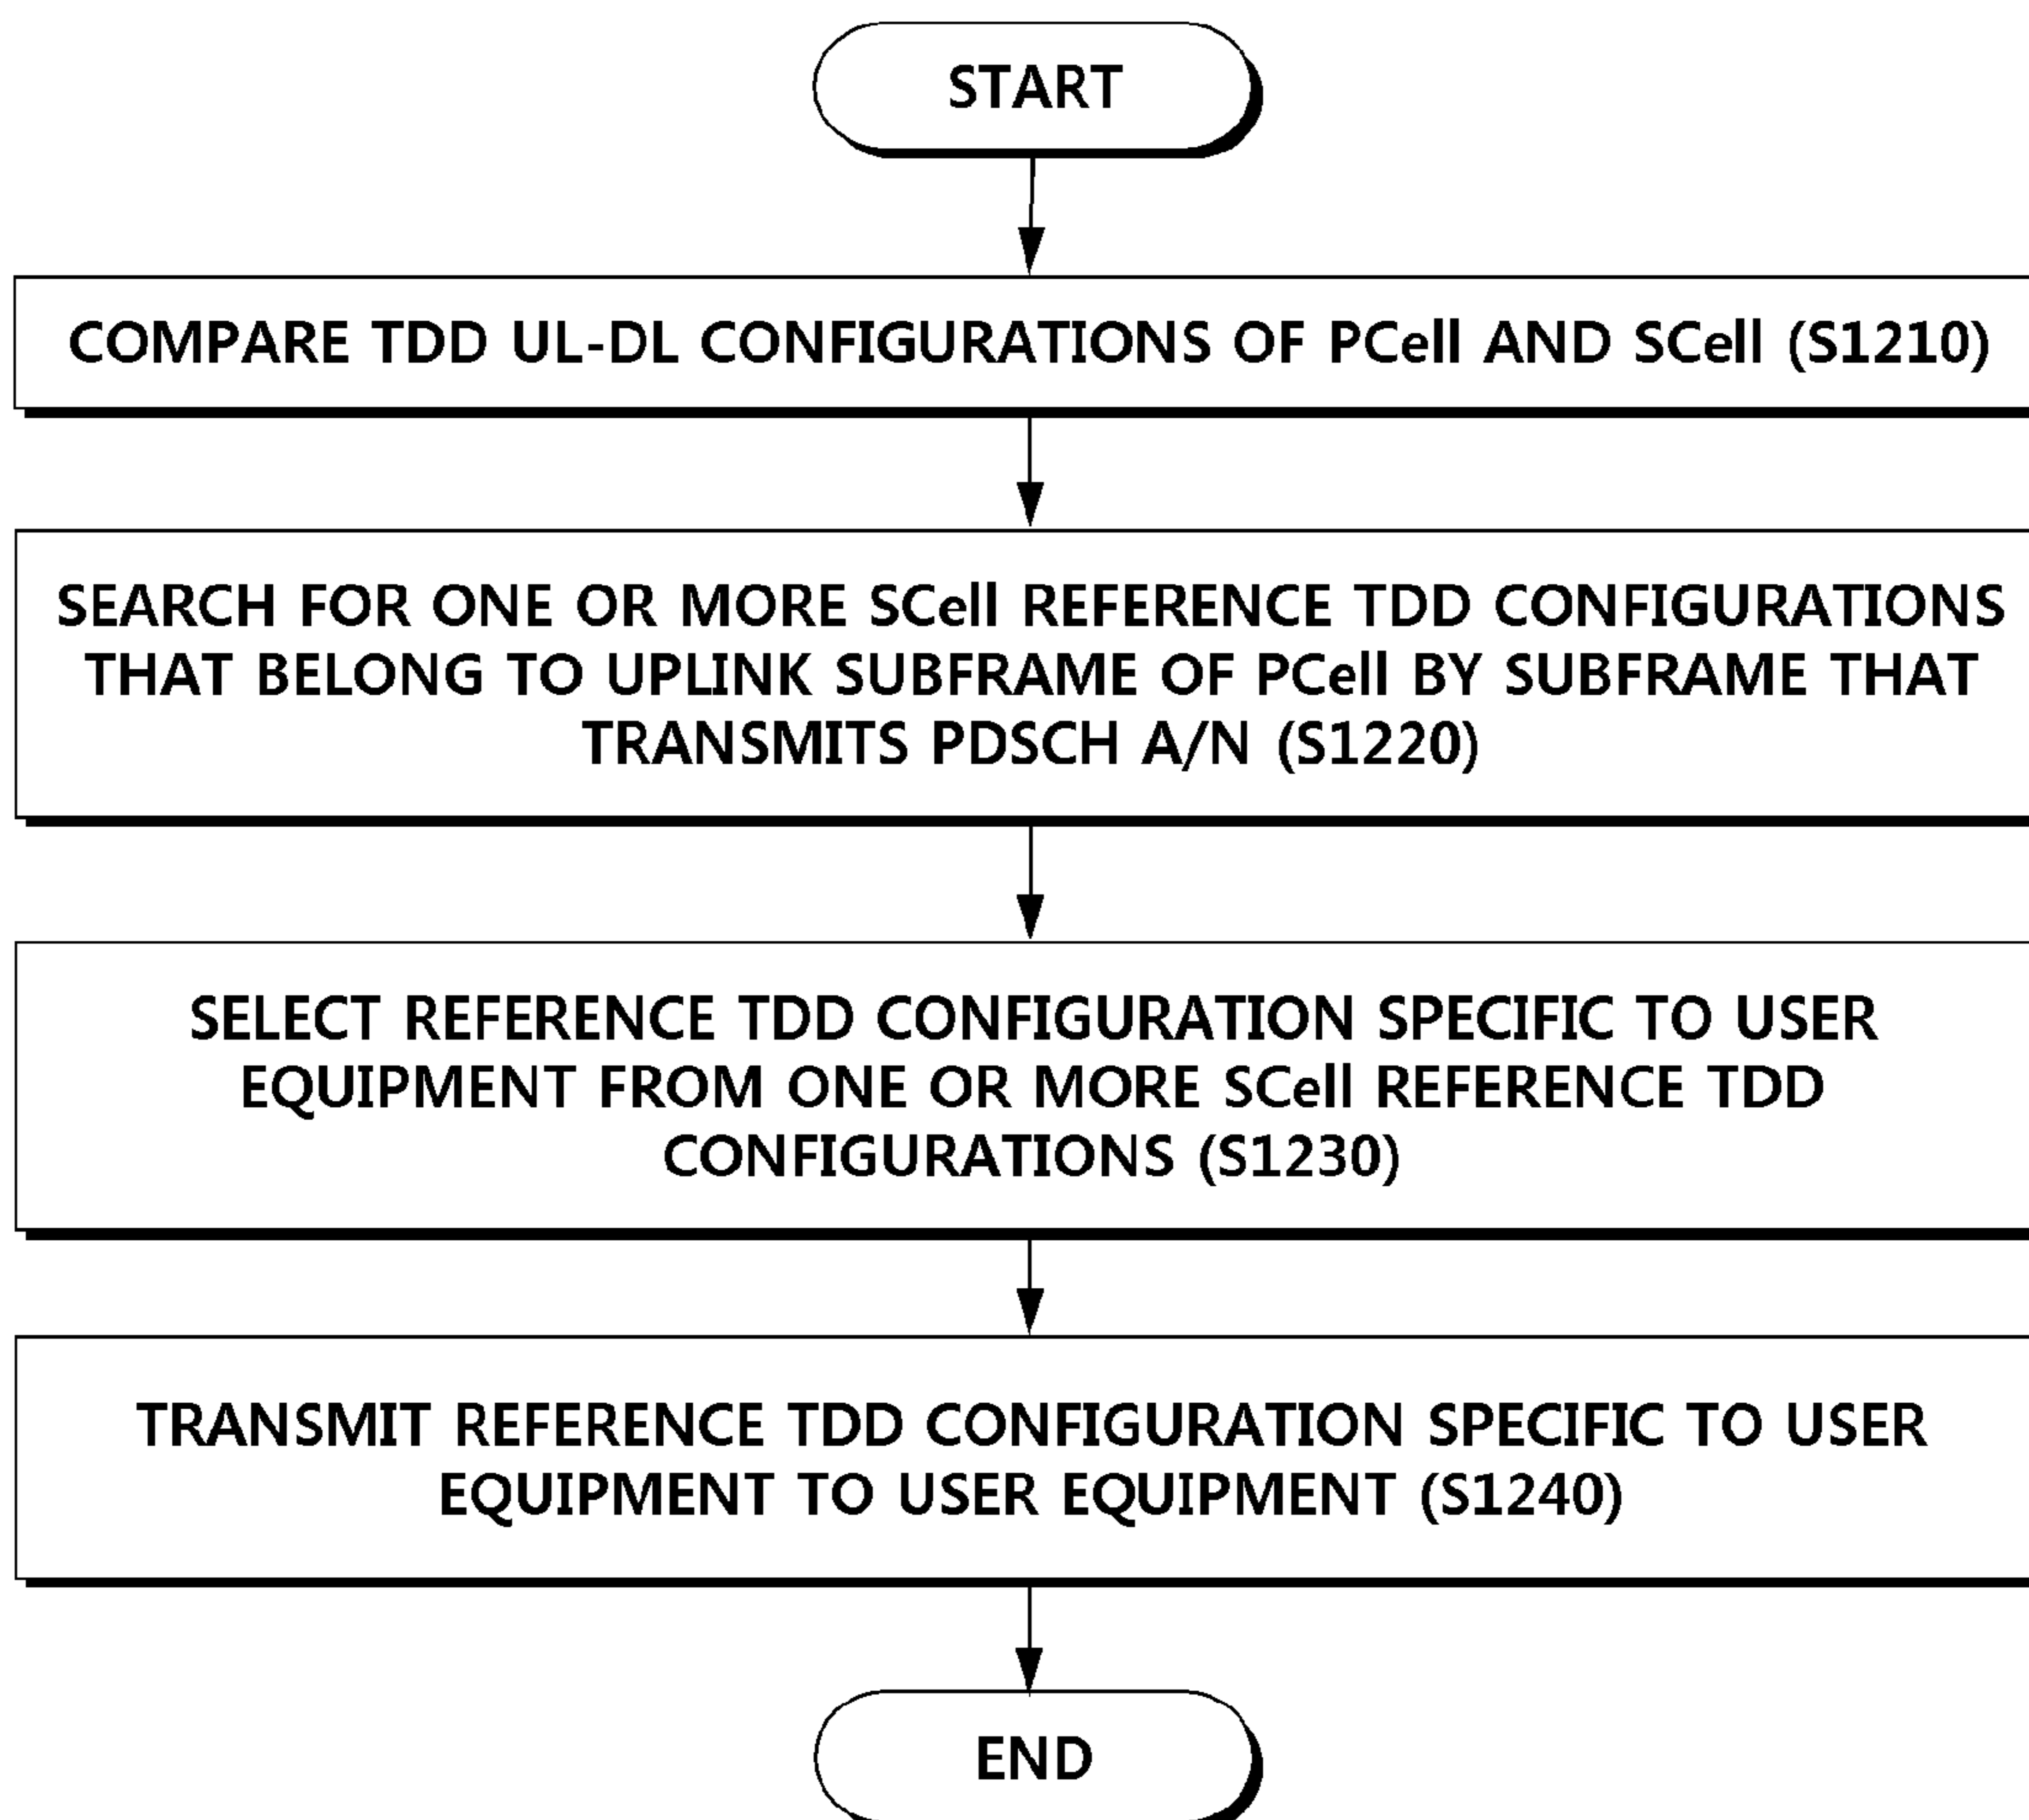 START
COMPARE TDD UL-DL CONFIGURATIONS OF PCell AND SCell (S1210)
SEARCH FOR ONE OR MORE SCell REFERENCE TDD CONFIGURATIONS
THAT BELONG TO UPLINK SUBFRAME OF PCell BY SUBFRAME THAT
TRANSMITS PDSCH A/N (S1220)
SELECT REFERENCE TDD CONFIGURATION SPECIFIC TO USER
EQUIPMENT FROM ONE OR MORE SCell REFERENCE TDD
CONFIGURATIONS (S1230)
TRANSMIT REFERENCE TDD CONFIGURATION SPECIFIC TO USER
EQUIPMENT TO USER EQUIPMENT (S1240)
END